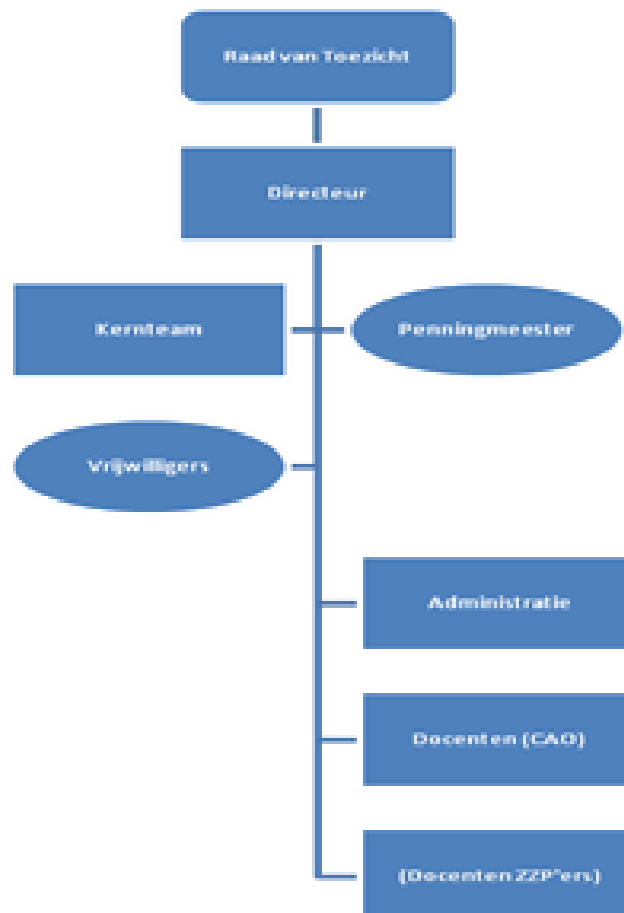 Raad van Toezicht
Directeur
Kernteam
Penningmeester
Vrijwilligers
Administratie
Docenten (CAO)
(Docenten ZZP'ers)